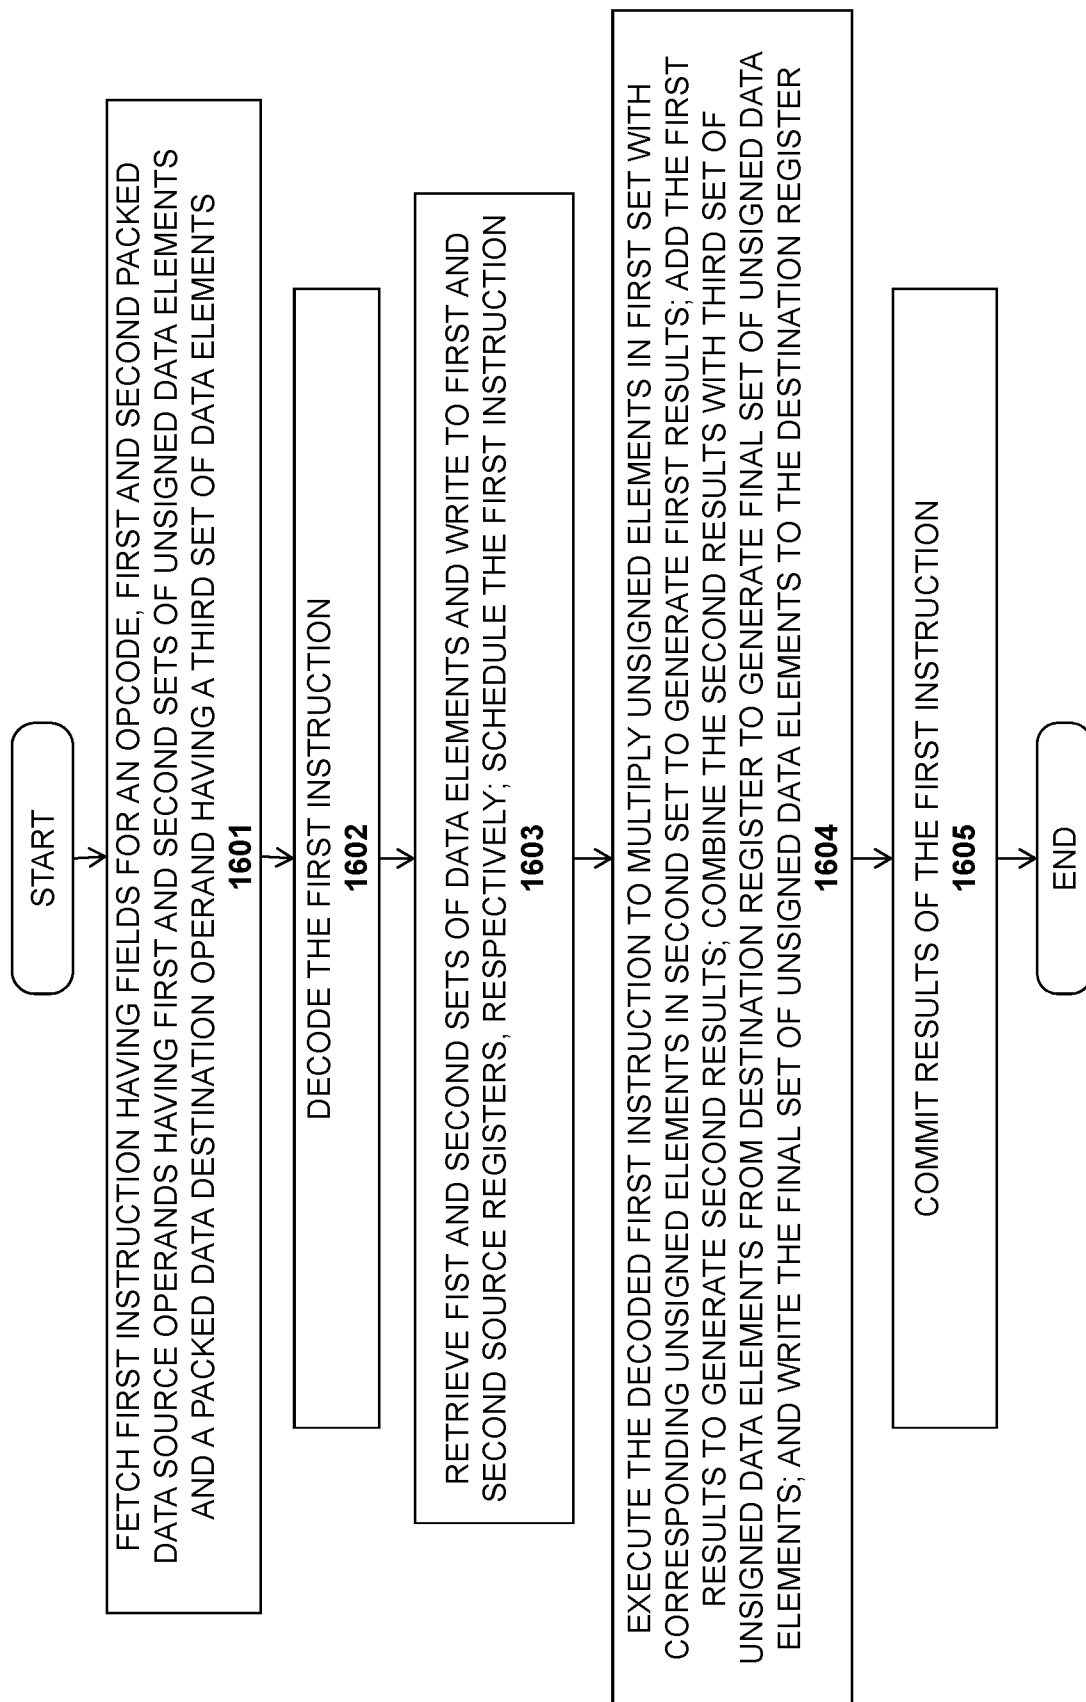 START
FETCH FIRST INSTRUCTION HAVING FIELDS FOR AN OPCODE, FIRST AND SECOND PACKED
DATA SOURCE OPERANDS HAVING FIRST AND SECOND SETS OF UNSIGNED DATA ELEMENTS
AND A PACKED DATA DESTINATION OPERAND HAVING A THIRD SET OF DATA ELEMENTS
1601
DECODE THE FIRST INSTRUCTION
1602
RETRIEVE FIST AND SECOND SETS OF DATA ELEMENTS AND WRITE TO FIRST AND
SECOND SOURCE REGISTERS, RESPECTIVELY; SCHEDULE THE FIRST INSTRUCTION
1603
EXECUTE THE DECODED FIRST INSTRUCTION TO MULTIPLY UNSIGNED ELEMENTS IN FIRST SET WITH
CORRESPONDING UNSIGNED ELEMENTS IN SECOND SET TO GENERATE FIRST RESULTS; ADD THE FIRST
RESULTS TO GENERATE SECOND RESULTS; COMBINE THE SECOND RESULTS WITH THIRD SET OF
UNSIGNED DATA ELEMENTS FROM DESTINATION REGISTER TO GENERATE FINAL SET OF UNSIGNED DATA
ELEMENTS; AND WRITE THE FINAL SET OF UNSIGNED DATA ELEMENTS TO THE DESTINATION REGISTER
1604
COMMIT RESULTS OF THE FIRST INSTRUCTION
1605
END